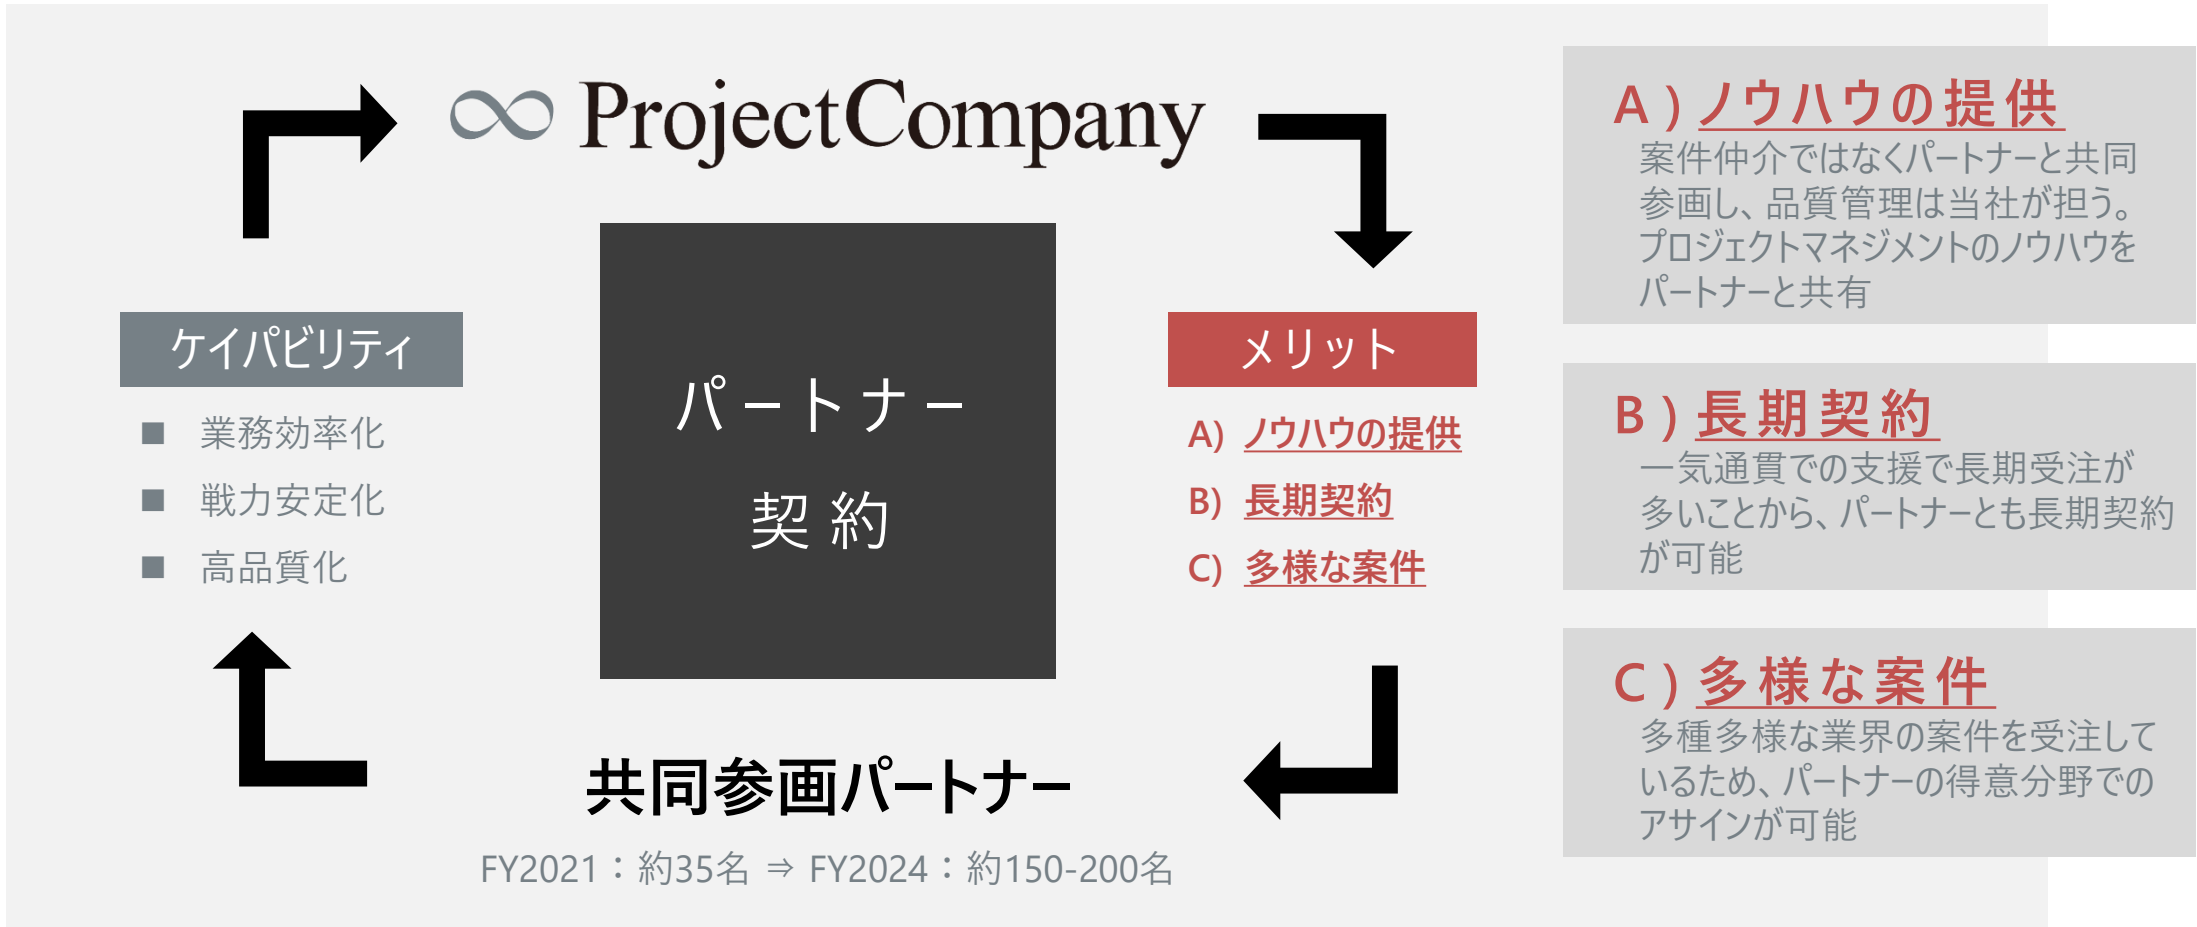 ProjectCompany
ケイパビリティ
■ 業務効率化
■ 戦力安定化
■ 高品質化
パートナー
契約
メリット
A) ノウハウの提供
B) 長期契約
C) 多様な案件
共同参画パートナー
FY2021：約35名 ⇒ FY2024：約150-200名
A）ノウハウの提供
案件仲介ではなくパートナーと共同
参画し、品質管理は当社が担う。
プロジェクトマネジメントのノウハウを
パートナーと共有
B）長期契約
一気通貫での支援で長期受注が
多いことから、パートナーとも長期契約
が可能
C）多様な案件
多種多様な業界の案件を受注して
いるため、パートナーの得意分野での
アサインが可能